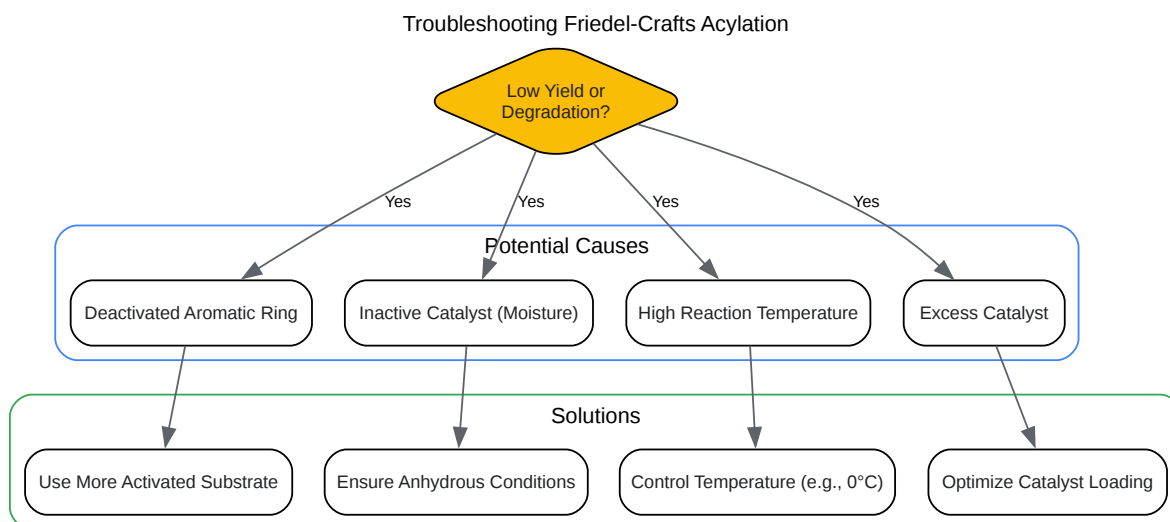 Troubleshooting Friedel-Crafts Acylation
Low Yield or
Degradation?
Yes
Yes
Yes
Yes
Potential Causes
Deactivated Aromatic Ring
Inactive Catalyst (Moisture)
High Reaction Temperature
Excess Catalyst
Solutions
Use More Activated Substrate
Ensure Anhydrous Conditions
Control Temperature (e.g., 0°C)
Optimize Catalyst Loading